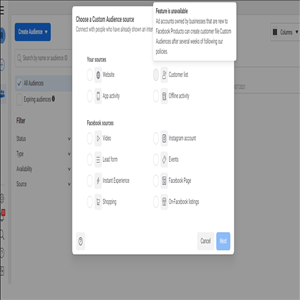 Choose a Custom Audience source
Connect with people who have already shown an interest
Feature is unavailable
Ad accounts owned by businesses that are new to
Facebook Products can create customer file Custom
Audiences after several weeks of following our
policies.
Create Audience
Columns
Search by name or audience ID
All Audiences
Expiring audiences
Filter
Status
Type
Availability
Source
Your sources
Website
Customer list
App activity
Offline activity
Facebook sources
Video
Instagram account
Lead form
Events
Instant Experience
Facebook Page
Shopping
On-Facebook listings
Cancel
Next